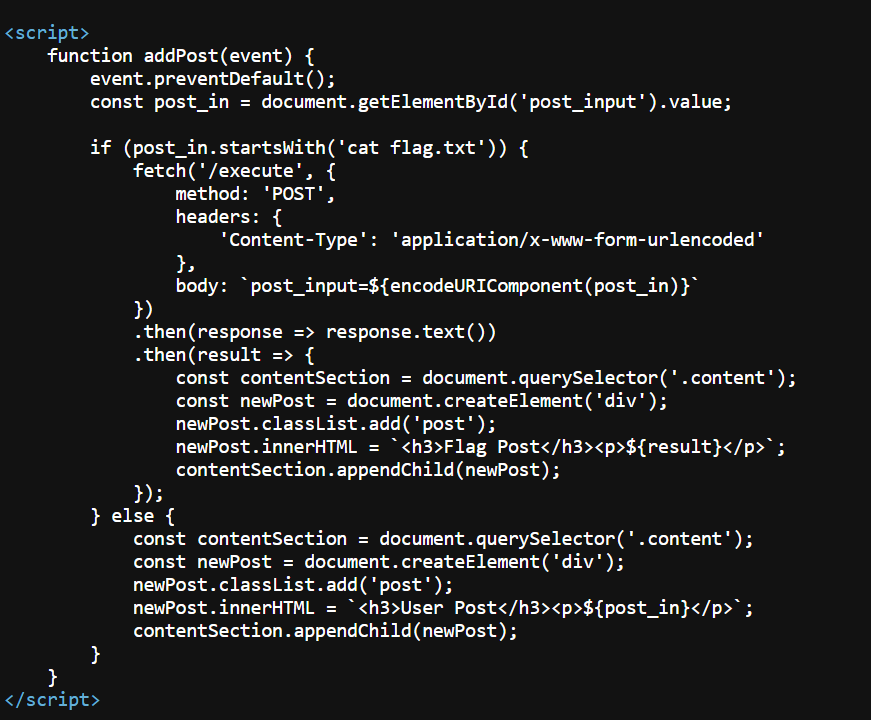 <script>
    function addPost(event) {
        event.preventDefault();
        const post_in = document.getElementById('post_input').value;

        if (post_in.startsWith('cat flag.txt')) {
            fetch('/execute', {
                method: 'POST',
                headers: {
                    'Content-Type': 'application/x-www-form-urlencoded'
                },
                body: `post_input=${encodeURIComponent(post_in)}`
            })
            .then(response => response.text())
            .then(result => {
                const contentSection = document.querySelector('.content');
                const newPost = document.createElement('div');
                newPost.classList.add('post');
                newPost.innerHTML = `<h3>Flag Post</h3><p>${result}</p>`;
                contentSection.appendChild(newPost);
            });
        } else {
            const contentSection = document.querySelector('.content');
            const newPost = document.createElement('div');
            newPost.classList.add('post');
            newPost.innerHTML = `<h3>User Post</h3><p>${post_in}</p>`;
            contentSection.appendChild(newPost);
        }
    }
</script>